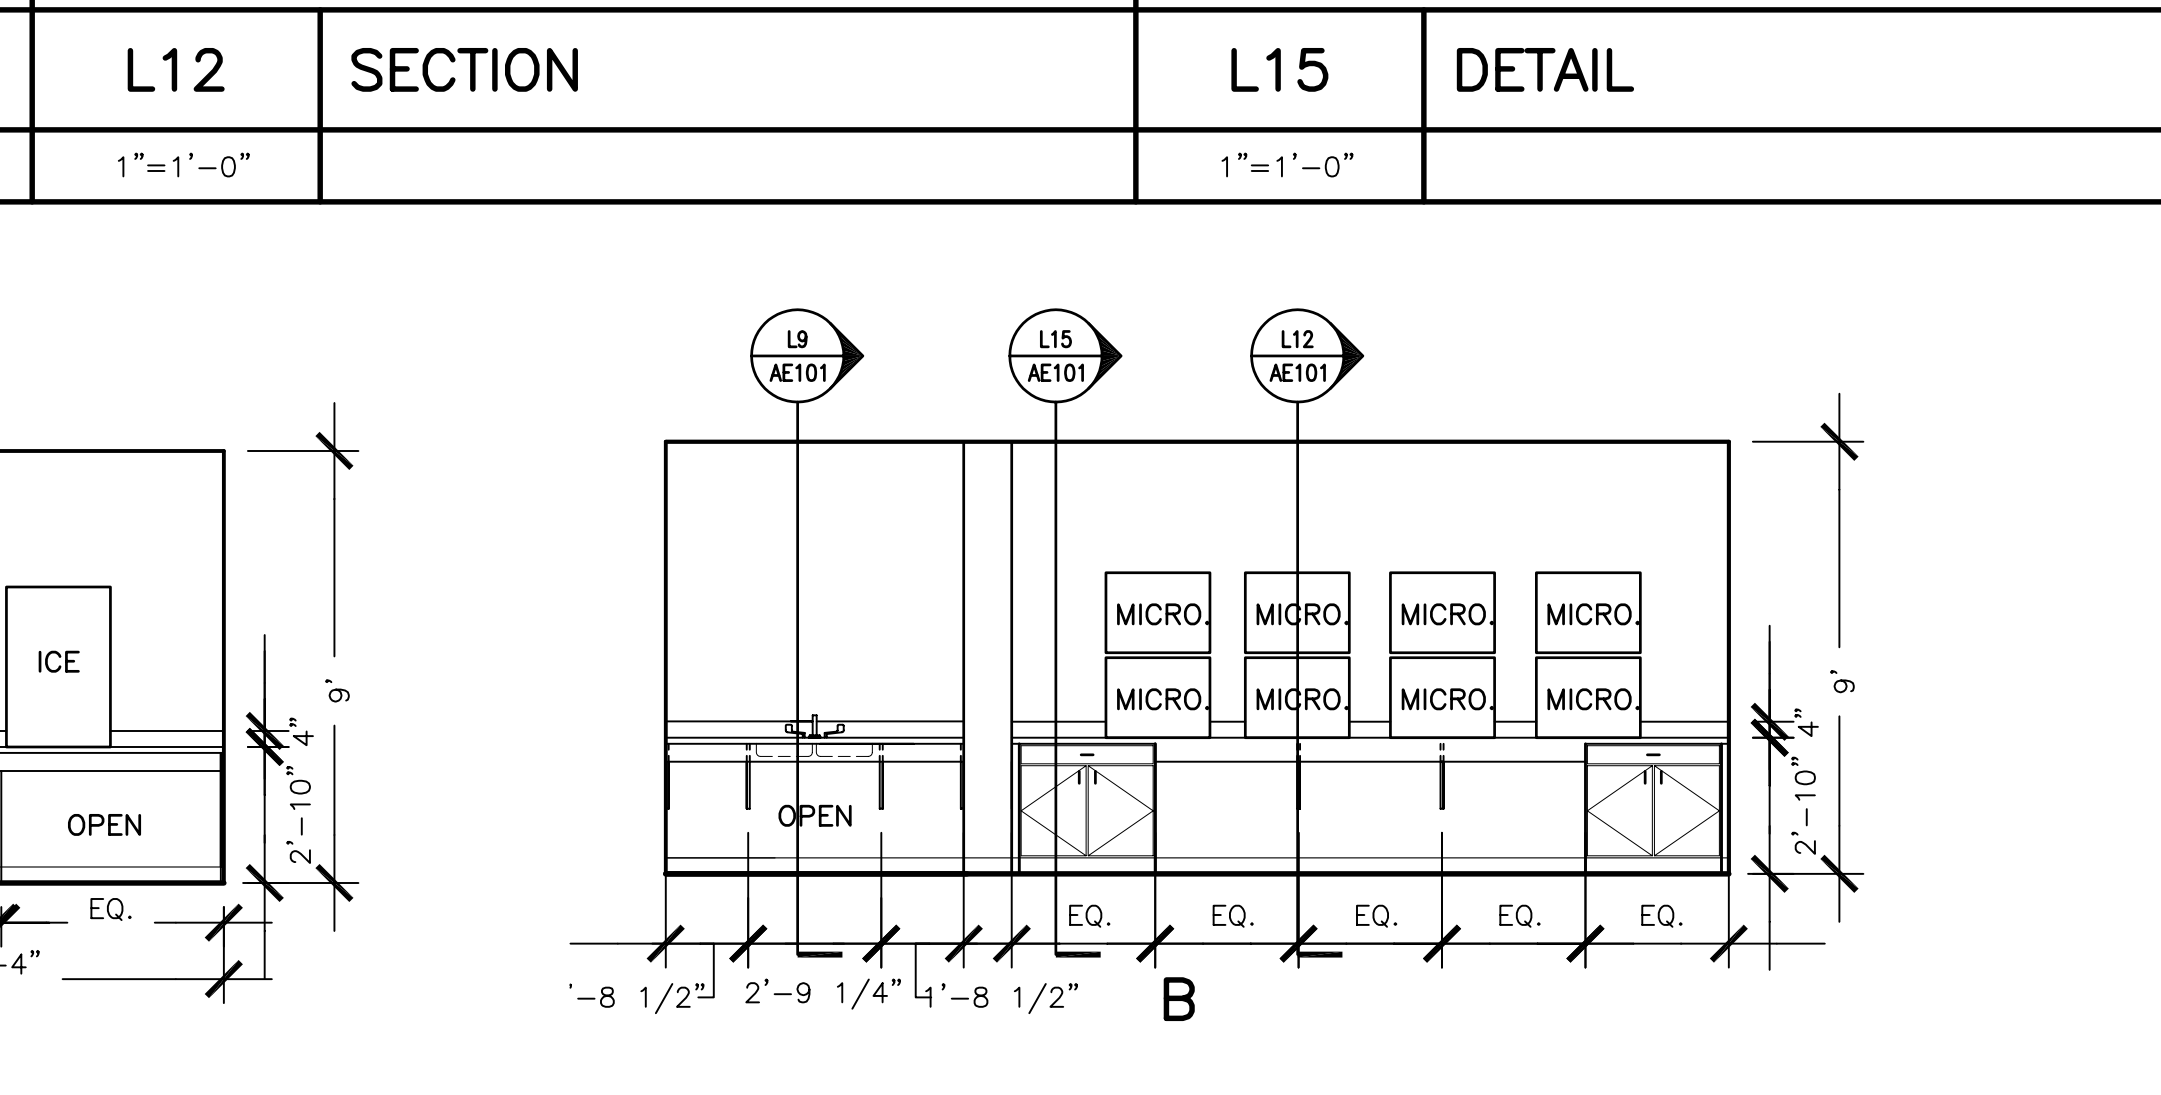 L12 SECTION L15 DETAIL
1"=1'-0" 1"=1'-0"
L9 L15 L12
AE101 AE101 AE101
MICRO. MICRO. MICRO. MICRO.
ICE
9'
9'
MICRO. MICRO. MICRO. MICRO.
4"
4"
2'-10"
2'-10"
OPEN
OPEN
EQ.
EQ. EQ. EQ. EQ. EQ.
-4"
'-8 1/2" 2'-9 1/4" 1'-8 1/2"
B